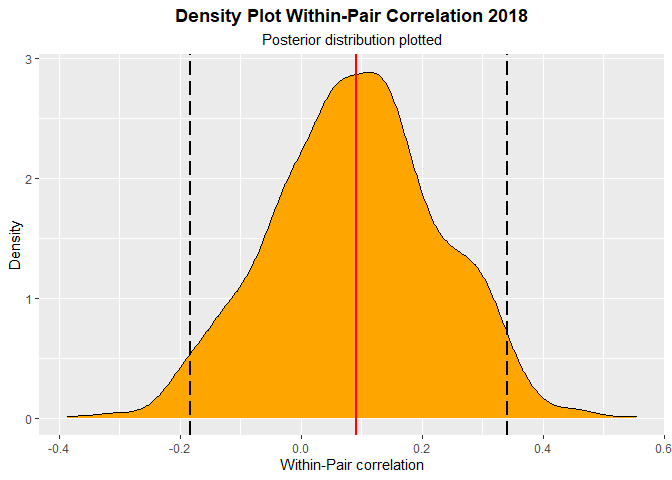 Density Plot Within-Pair Correlation 2018
Posterior distribution plotted
3
2
1
0
Density
-0.4 -0.2 0.0 0.2 0.4 0.6
Within-Pair correlation